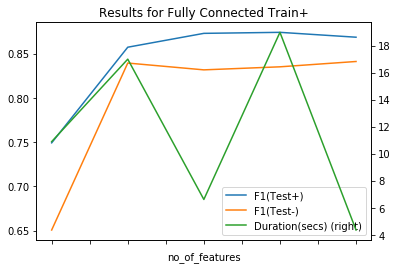 Results for Fully Connected Train+
0.85
0.80
0.75
0.70
0.65
18
16
14
12
10
8
6
4
F1(Test+)
F1(Test-)
Duration(secs) (right)
no_of_features